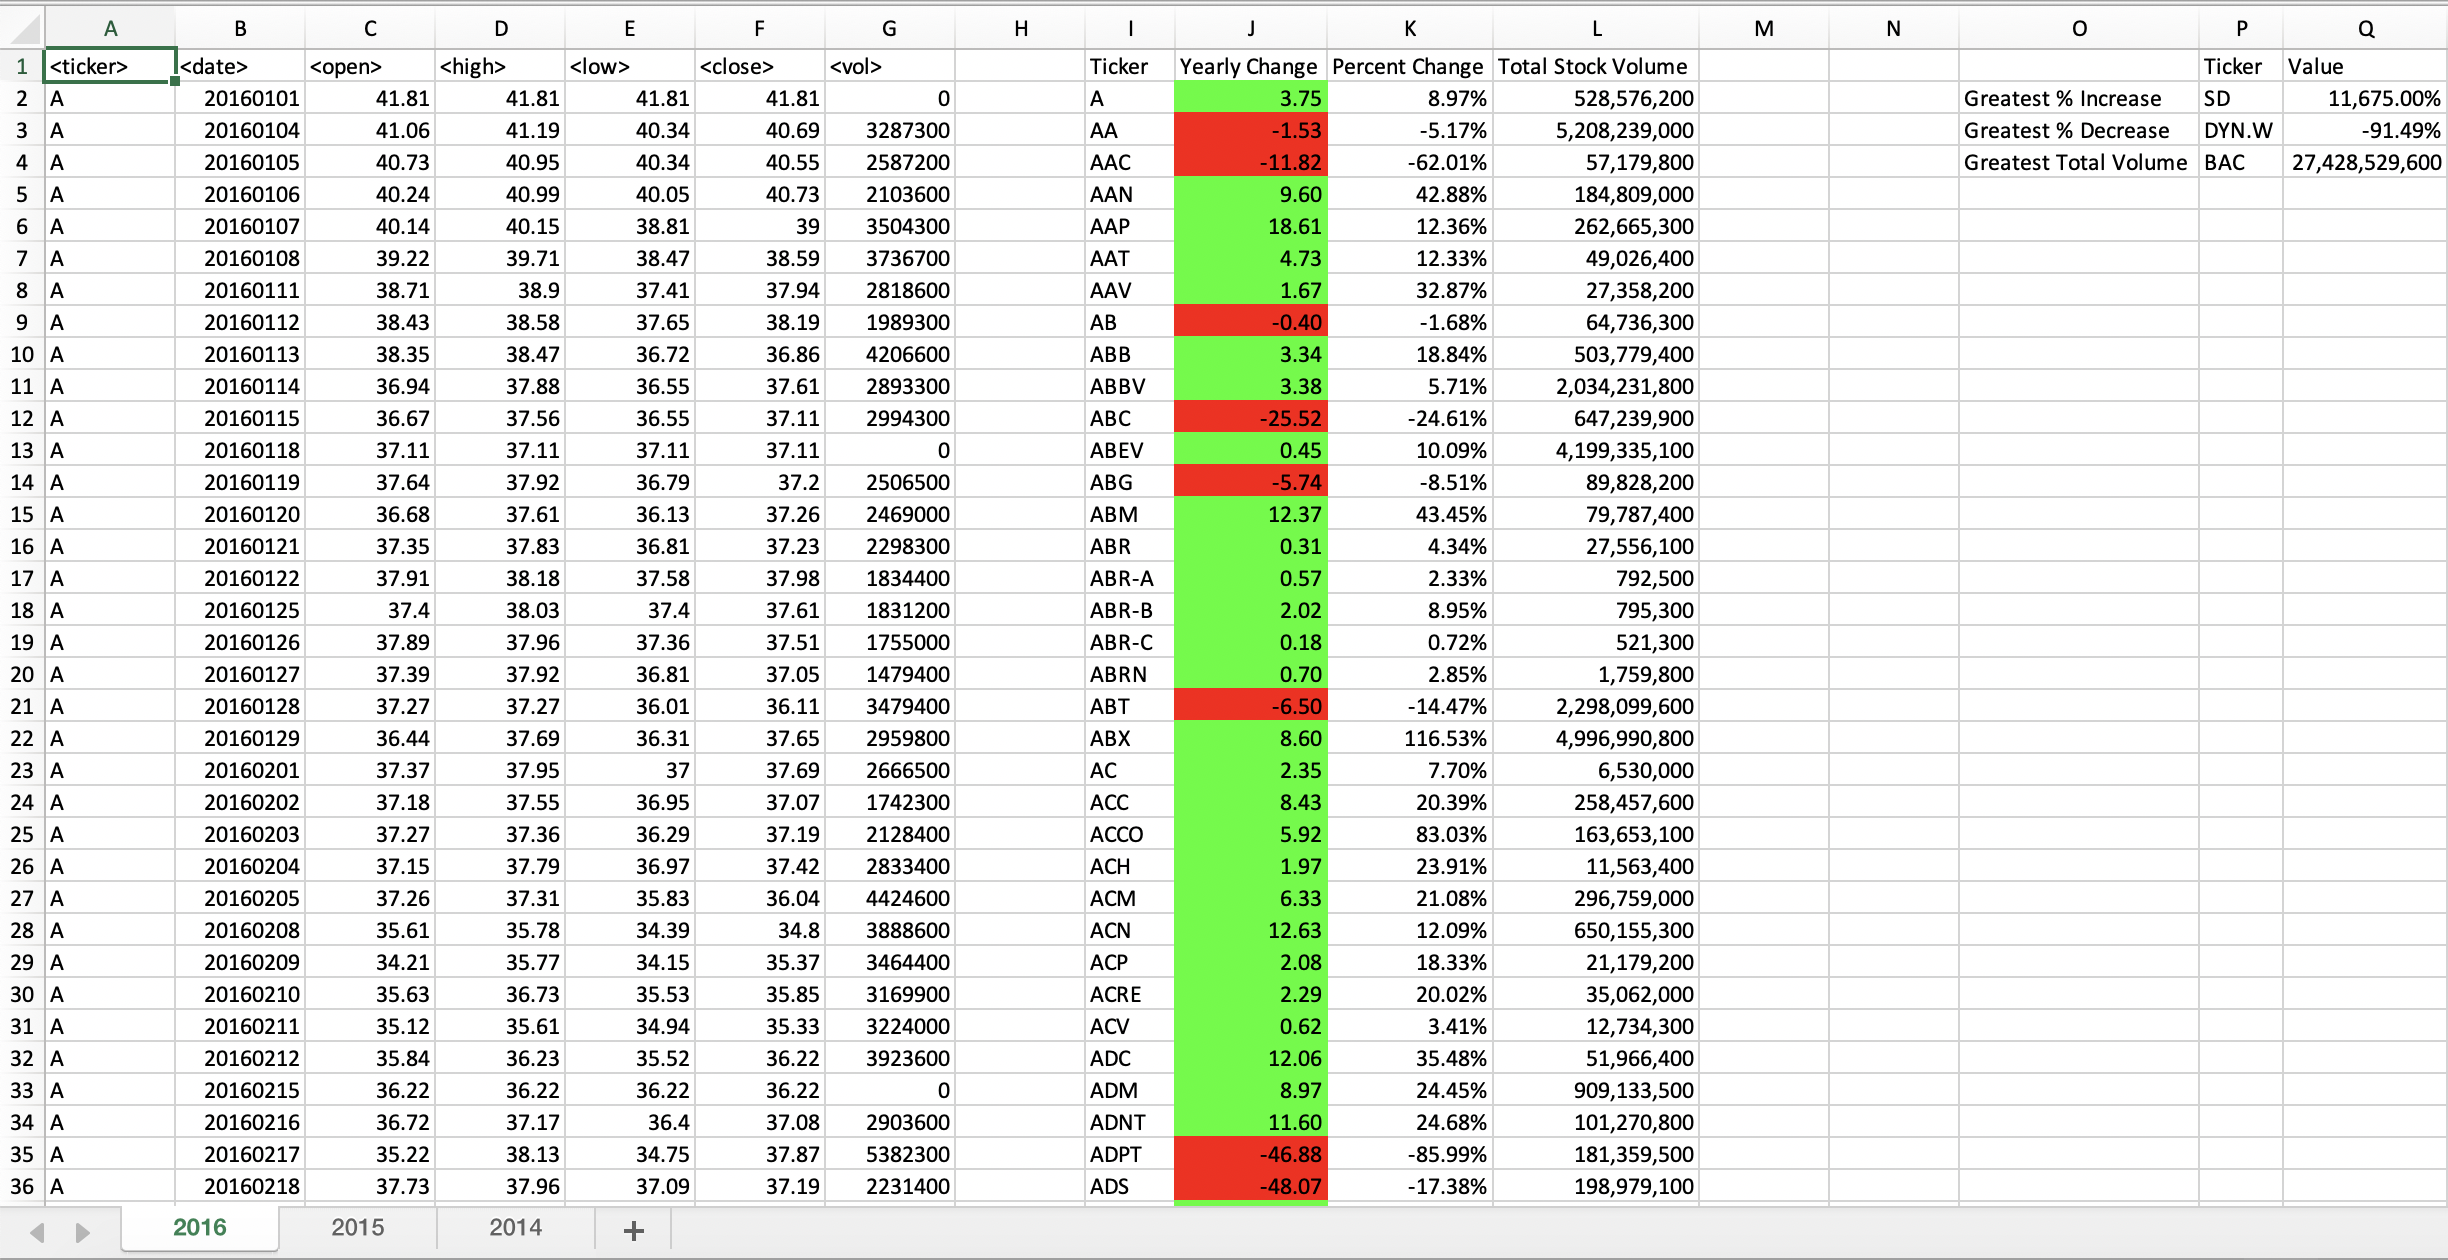 A B C D E F G H I J K L M N O P Q
1 <ticker> <date> <open> <high> <low> <close> <vol> Ticker Yearly Change Percent Change Total Stock Volume Ticker Value
2 A 20160101 41.81 41.81 41.81 41.81 0 A 3.75 8.97% 528,576,200 Greatest % Increase SD 11,675.00%
3 A 20160104 41.06 41.19 40.34 40.69 3287300 AA -1.53 -5.17% 5,208,239,000 Greatest % Decrease DYN.W -91.49%
4 A 20160105 40.73 40.95 40.34 40.55 2587200 AAC -11.82 -62.01% 57,179,800 Greatest Total Volume BAC 27,428,529,600
5 A 20160106 40.24 40.99 40.05 40.73 2103600 AAN 9.60 42.88% 184,809,000
6 A 20160107 40.14 40.15 38.81 39 3504300 AAP 18.61 12.36% 262,665,300
7 A 20160108 39.22 39.71 38.47 38.59 3736700 AAT 4.73 12.33% 49,026,400
8 A 20160111 38.71 38.9 37.41 37.94 2818600 AAV 1.67 32.87% 27,358,200
9 A 20160112 38.43 38.58 37.65 38.19 1989300 AB -0.40 -1.68% 64,736,300
10 A 20160113 38.35 38.47 36.72 36.86 4206600 ABB 3.34 18.84% 503,779,400
11 A 20160114 36.94 37.88 36.55 37.61 2893300 ABBV 3.38 5.71% 2,034,231,800
12 A 20160115 36.67 37.56 36.55 37.11 2994300 ABC -25.52 -24.61% 647,239,900
13 A 20160118 37.11 37.11 37.11 37.11 0 ABEV 0.45 10.09% 4,199,335,100
14 A 20160119 37.64 37.92 36.79 37.2 2506500 ABG -5.74 -8.51% 89,828,200
15 A 20160120 36.68 37.61 36.13 37.26 2469000 ABM 12.37 43.45% 79,787,400
16 A 20160121 37.35 37.83 36.81 37.23 2298300 ABR 0.31 4.34% 27,556,100
17 A 20160122 37.91 38.18 37.58 37.98 1834400 ABR-A 0.57 2.33% 792,500
18 A 20160125 37.4 38.03 37.4 37.61 1831200 ABR-B 2.02 8.95% 795,300
19 A 20160126 37.89 37.96 37.36 37.51 1755000 ABR-C 0.18 0.72% 521,300
20 A 20160127 37.39 37.92 36.81 37.05 1479400 ABRN 0.70 2.85% 1,759,800
21 A 20160128 37.27 37.27 36.01 36.11 3479400 ABT -6.50 -14.47% 2,298,099,600
22 A 20160129 36.44 37.69 36.31 37.65 2959800 ABX 8.60 116.53% 4,996,990,800
23 A 20160201 37.37 37.95 37 37.69 2666500 AC 2.35 7.70% 6,530,000
24 A 20160202 37.18 37.55 36.95 37.07 1742300 ACC 8.43 20.39% 258,457,600
25 A 20160203 37.27 37.36 36.29 37.19 2128400 ACCO 5.92 83.03% 163,653,100
26 A 20160204 37.15 37.79 36.97 37.42 2833400 ACH 1.97 23.91% 11,563,400
27 A 20160205 37.26 37.31 35.83 36.04 4424600 ACM 6.33 21.08% 296,759,000
28 A 20160208 35.61 35.78 34.39 34.8 3888600 ACN 12.63 12.09% 650,155,300
29 A 20160209 34.21 35.77 34.15 35.37 3464400 ACP 2.08 18.33% 21,179,200
30 A 20160210 35.63 36.73 35.53 35.85 3169900 ACRE 2.29 20.02% 35,062,000
31 A 20160211 35.12 35.61 34.94 35.33 3224000 ACV 0.62 3.41% 12,734,300
32 A 20160212 35.84 36.23 35.52 36.22 3923600 ADC 12.06 35.48% 51,966,400
33 A 20160215 36.22 36.22 36.22 36.22 0 ADM 8.97 24.45% 909,133,500
34 A 20160216 36.72 37.17 36.4 37.08 2903600 ADNT 11.60 24.68% 101,270,800
35 A 20160217 35.22 38.13 34.75 37.87 5382300 ADPT -46.88 -85.99% 181,359,500
36 A 20160218 37.73 37.96 37.09 37.19 2231400 ADS -48.07 -17.38% 198,979,100
2016 2015 2014 +